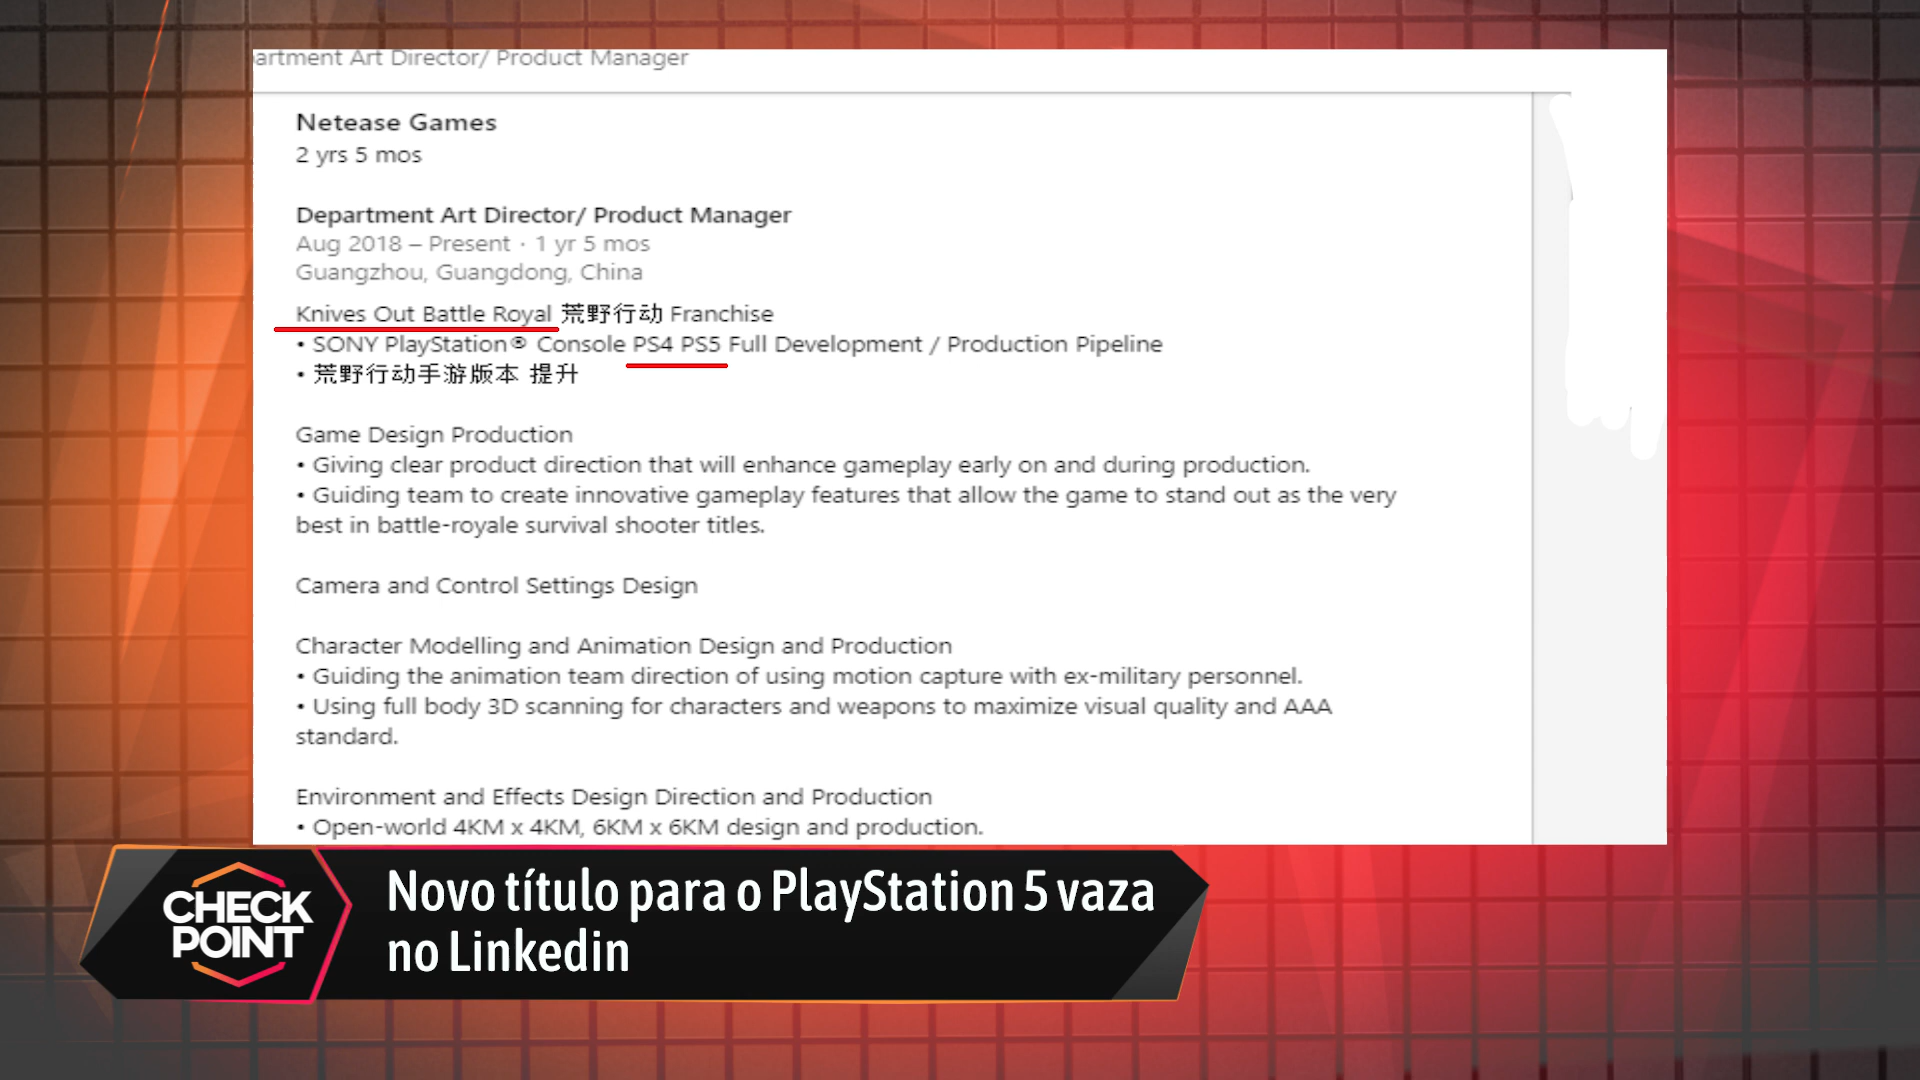 artment Art Director/ Product Manager
Netease Games
2 yrs 5 mos
Department Art Director/ Product Manager
Aug 2018 – Present · 1 yr 5 mos
Guangzhou, Guangdong, China
Knives Out Battle Royal 荒野行动 Franchise
• SONY PlayStation® Console PS4 PS5 Full Development / Production Pipeline
• 荒野行动手游版本 提升
Game Design Production
• Giving clear product direction that will enhance gameplay early on and during production.
• Guiding team to create innovative gameplay features that allow the game to stand out as the very
best in battle-royale survival shooter titles.
Camera and Control Settings Design
Character Modelling and Animation Design and Production
• Guiding the animation team direction of using motion capture with ex-military personnel.
• Using full body 3D scanning for characters and weapons to maximize visual quality and AAA
standard.
Environment and Effects Design Direction and Production
• Open-world 4KM x 4KM, 6KM x 6KM design and production.
CHECK
POINT
Novo título para o PlayStation 5 vaza
no Linkedin